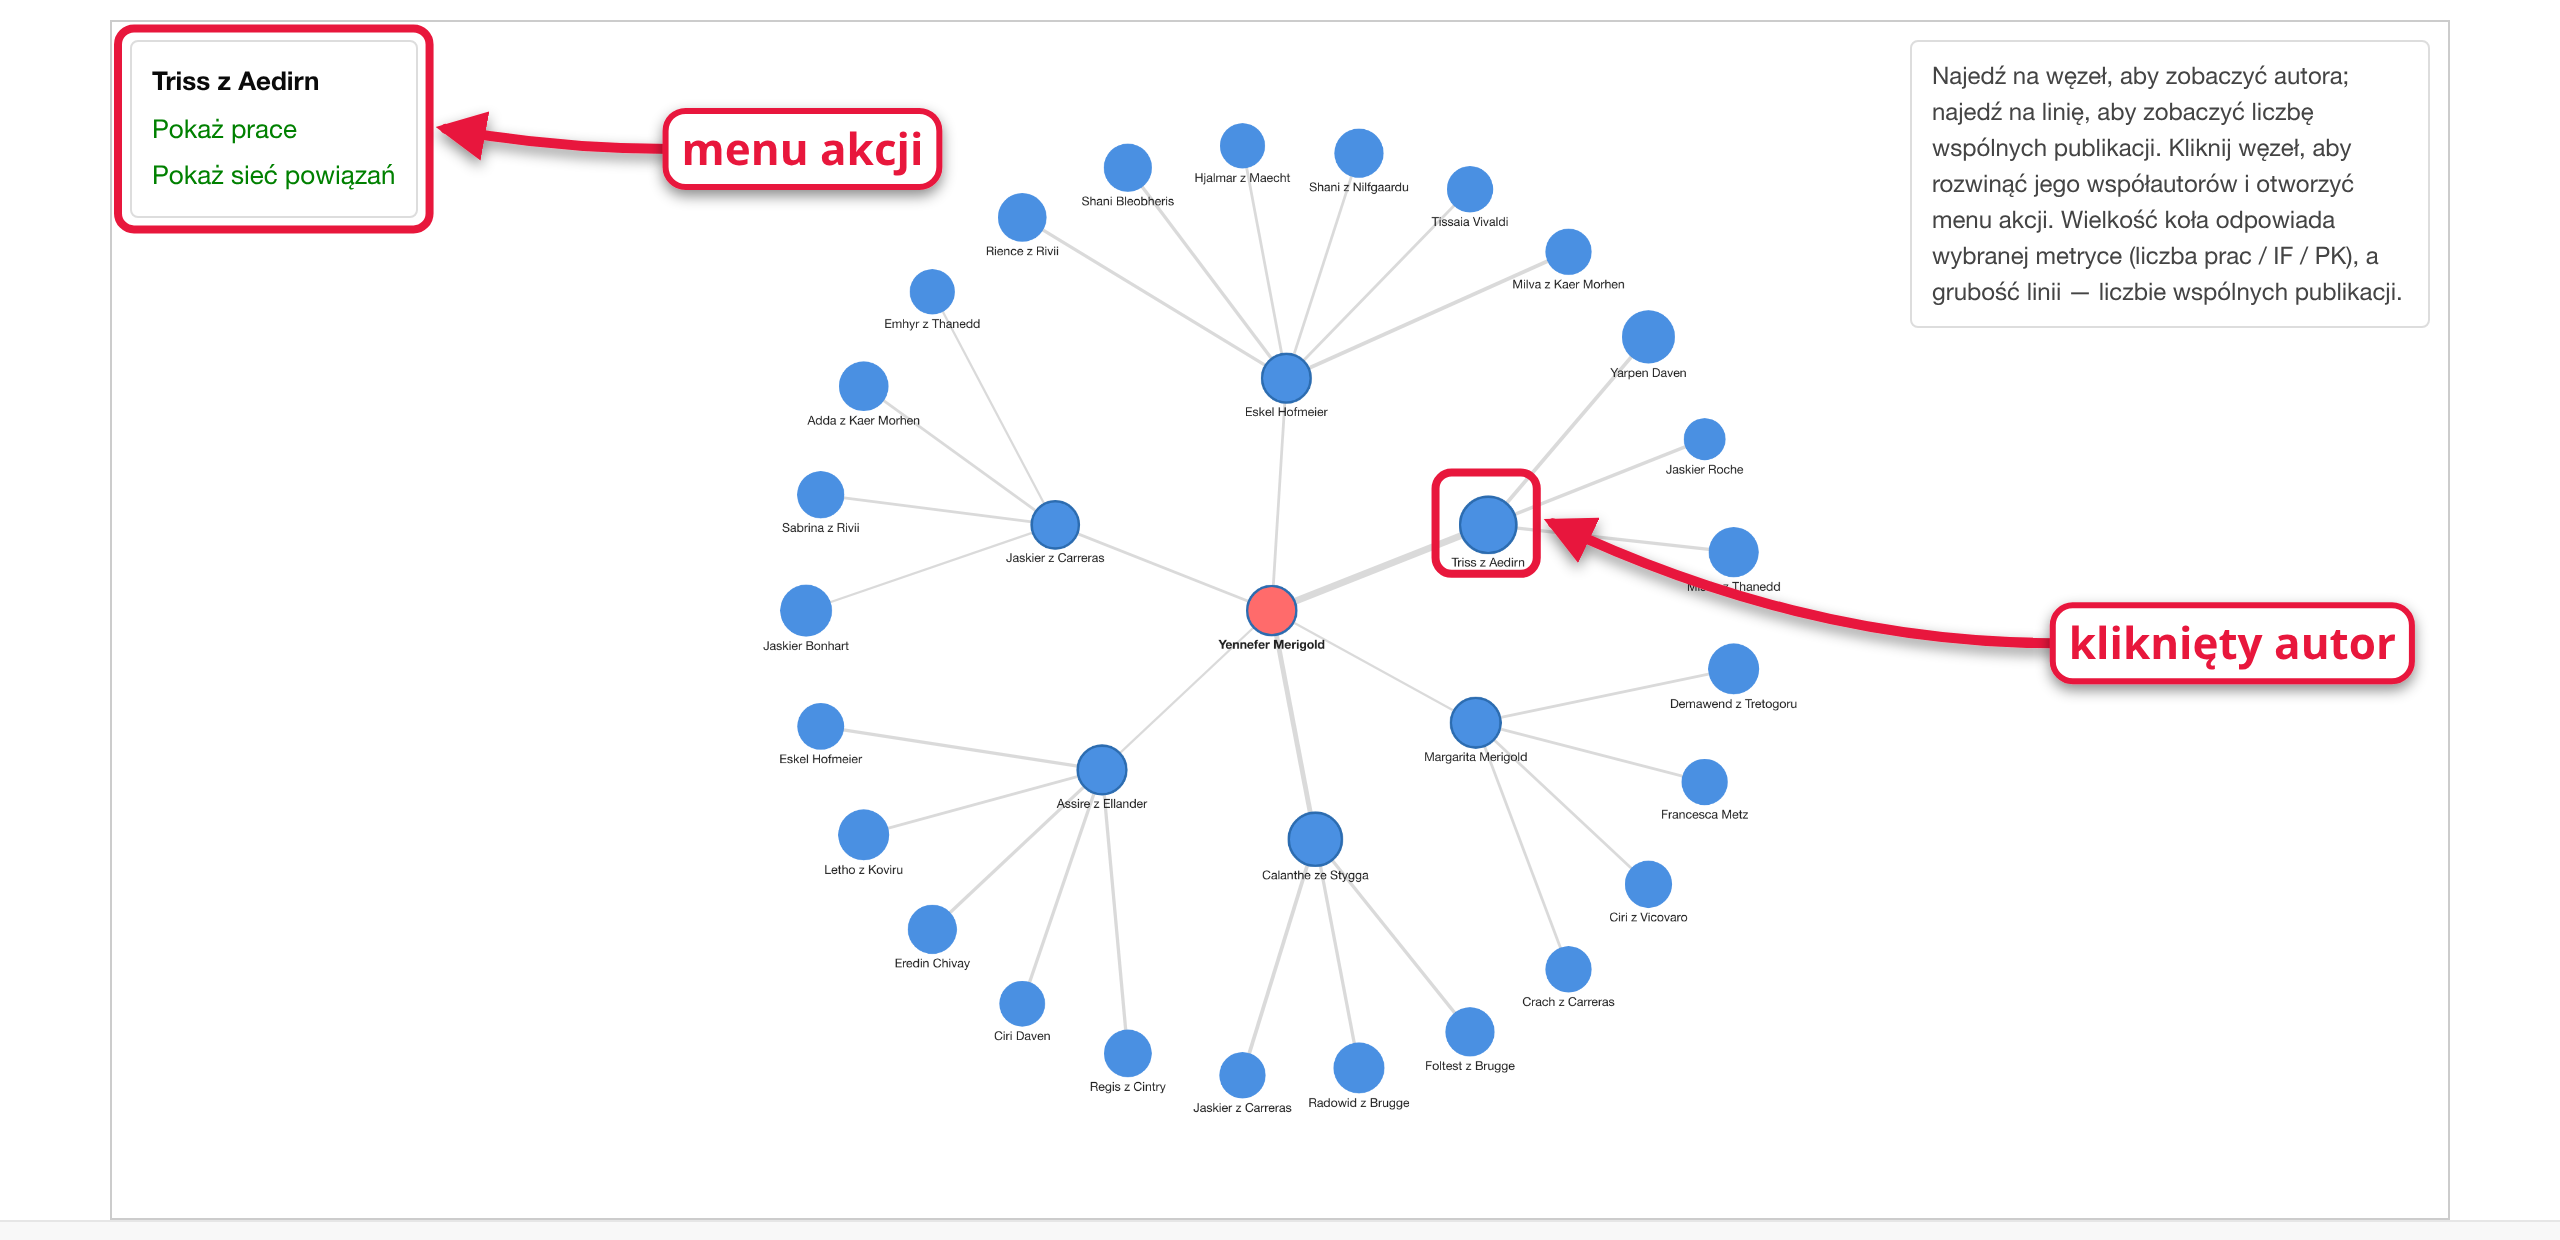 Triss z Aedirn
Pokaż prace
Pokaż sieć powiązań
menu akcji
Najedź na węzeł, aby zobaczyć autora;
najedź na linię, aby zobaczyć liczbę
wspólnych publikacji. Kliknij węzeł, aby
rozwinąć jego współautorów i otworzyć
menu akcji. Wielkość koła odpowiada
wybranej metryce (liczba prac / IF / PK), a
grubość linii — liczbie wspólnych publikacji.
Hjalmar z Maecht
Shani z Nilfgaardu
Shani Bleobheris
Tissaia Vivaldi
Rience z Rivii
Milva z Kaer Morhen
Emhyr z Thanedd
Yarpen Daven
Eskel Hofmeier
Adda z Kaer Morhen
Jaskier Roche
Sabrina z Rivii
Jaskier z Carreras
Triss z Aedirn
z Thanedd
kliknięty autor
Jaskier Bonhart
Yennefer Merigold
Demawend z Tretogoru
Eskel Hofmeier
Margarita Merigold
Assire z Ellander
Francesca Metz
Letho z Koviru
Calanthe ze Stygga
Ciri z Vicovaro
Eredin Chivay
Crach z Carreras
Ciri Daven
Foltest z Brugge
Regis z Cintry
Jaskier z Carreras
Radowid z Brugge